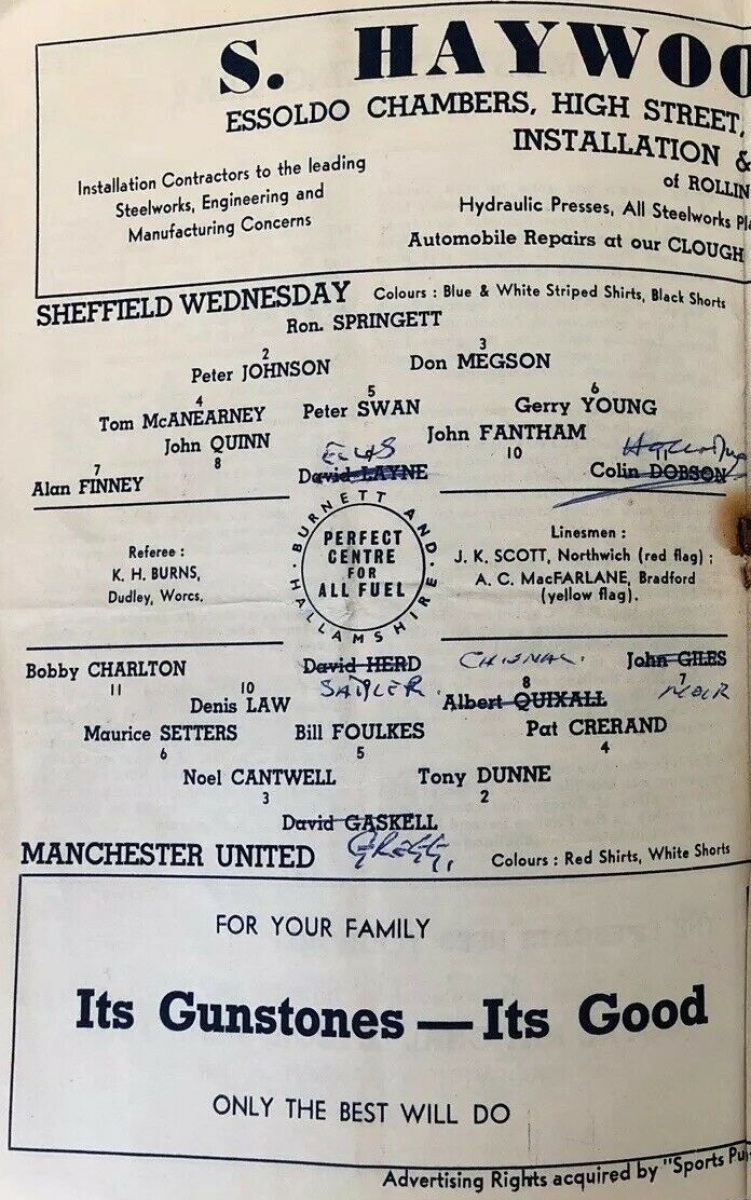 S. HAYWOO
ESSOLDO CHAMBERS, HIGH STREET,
INSTALLATION &
of ROLLIN
Installation Contractors to the leading
Steelworks, Engineering and
Manufacturing Concerns
Hydraulic Presses, All Steelworks Pla
Automobile Repairs at our CLOUGH
SHEFFIELD WEDNESDAY Colours : Blue & White Striped Shirts, Black Shorts
Ron. SPRINGETT
2 3
Peter JOHNSON Don MEGSON
4 5 6
Tom McANEARNEY Peter SWAN Gerry YOUNG
John QUINN John FANTHAM
8 ELLIS 10
7
Alan FINNEY David LAYNE Colin DOBSON
BURNETT AND HALLAMSHIRE
PERFECT
CENTRE
FOR
ALL FUEL
Referee :
K. H. BURNS,
Dudley, Worcs.
Linesmen :
J. K. SCOTT, Northwich (red flag) ;
A. C. MacFARLANE, Bradford
(yellow flag).
Bobby CHARLTON David HERD CHISNALL John GILES
11 10 SADLER 8 7 MOIR
Denis LAW Albert QUIXALL
Maurice SETTERS Bill FOULKES Pat CRERAND
6 5 4
Noel CANTWELL Tony DUNNE
3 2
David GASKELL
MANCHESTER UNITED GREGG, Colours : Red Shirts, White Shorts
FOR YOUR FAMILY
Its Gunstones — Its Good
ONLY THE BEST WILL DO
Advertising Rights acquired by "Sports Pu